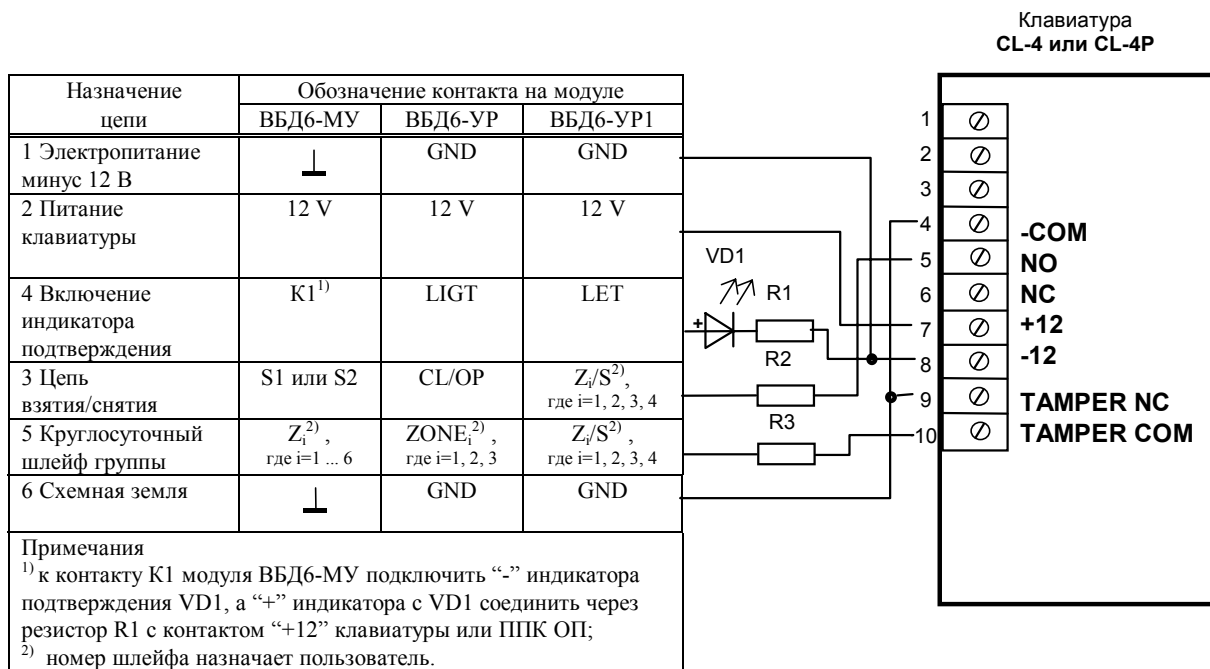 Клавиатура
CL-4 или CL-4P
Назначение цепи
Обозначение контакта на модуле
ВБД6-МУ ВБД6-УР ВБД6-УР1
1 Электропитание GND GND
минус 12 В
2 Питание 12 V 12 V 12 V
клавиатуры
4 Включение К1¹⁾ LIGT LET
индикатора
подтверждения
3 Цепь S1 или S2 CL/OP Zᵢ/S²⁾,
взятия/снятия где i=1, 2, 3, 4
5 Круглосуточный Zᵢ²⁾ , ZONEᵢ²⁾ , Zᵢ/S²⁾ ,
шлейф группы где i=1 ... 6 где i=1, 2, 3 где i=1, 2, 3, 4
6 Схемная земля GND GND
Примечания
¹⁾ к контакту К1 модуля ВБД6-МУ подключить “-” индикатора
подтверждения VD1, а “+” индикатора с VD1 соединить через
резистор R1 с контактом “+12” клавиатуры или ППК ОП;
²⁾ номер шлейфа назначает пользователь.
VD1
+
R1
R2
R3
1
2
3
4 -COM
5 NO
6 NC
7 +12
8 -12
9 TAMPER NC
10 TAMPER COM